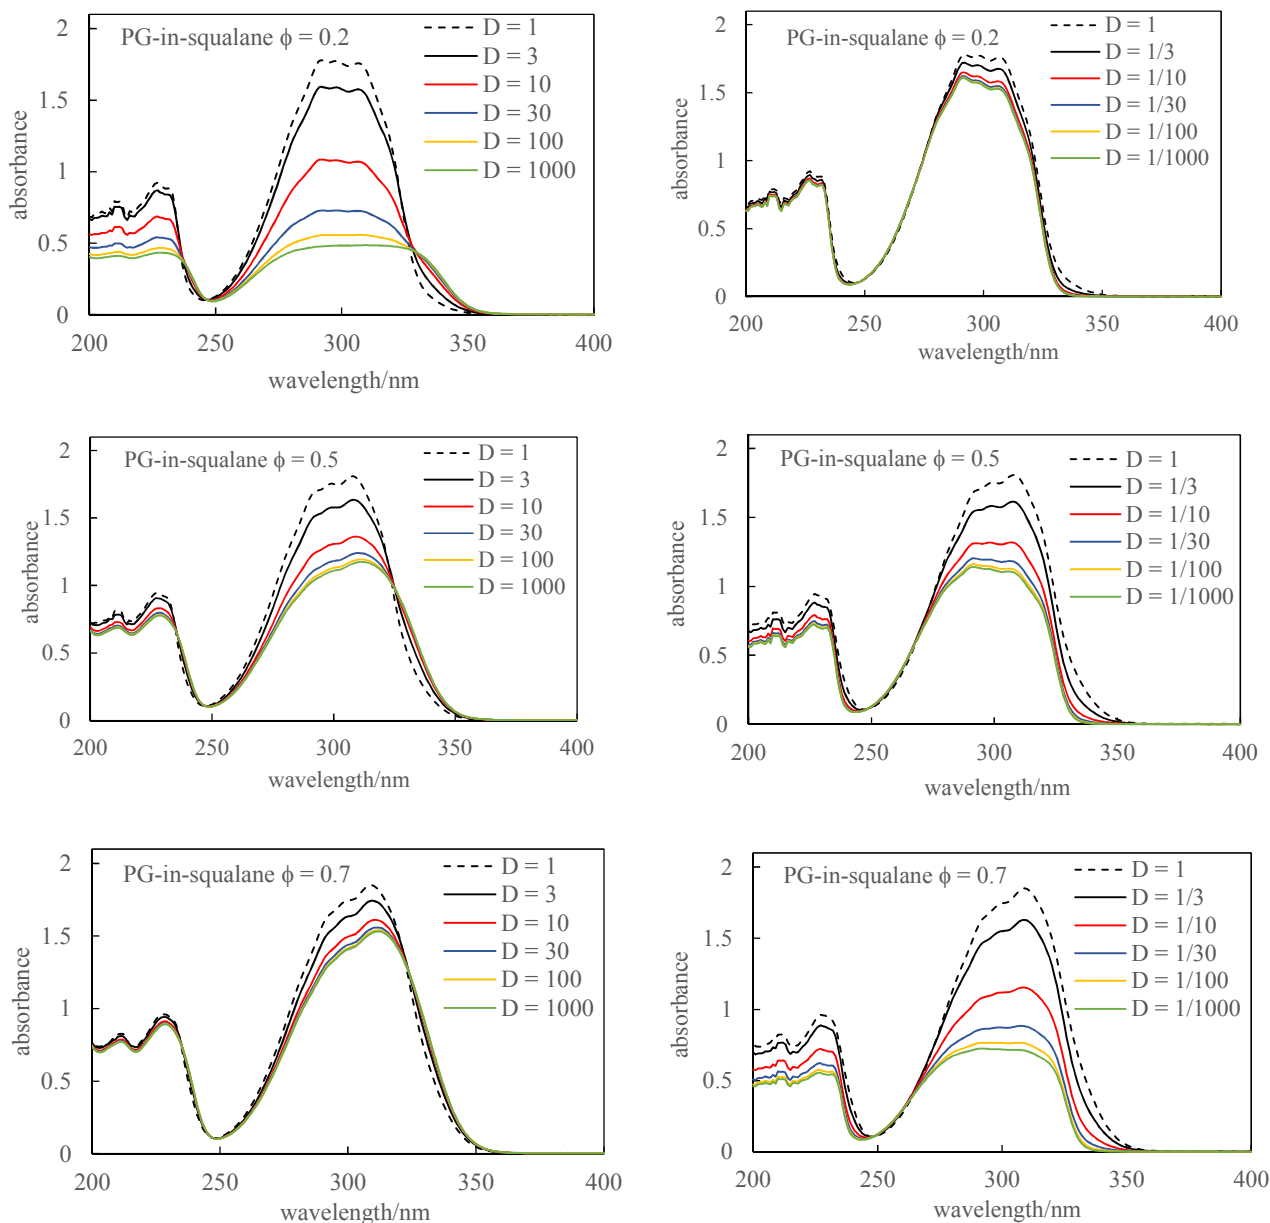 PG-in-squalane ϕ = 0.2
D = 1
D = 3
D = 10
D = 30
D = 100
D = 1000
absorbance
2
1.5
1
0.5
0
200
250
300
350
400
wavelength/nm
PG-in-squalane ϕ = 0.2
D = 1
D = 1/3
D = 1/10
D = 1/30
D = 1/100
D = 1/1000
absorbance
2
1.5
1
0.5
0
200
250
300
350
400
wavelength/nm
PG-in-squalane ϕ = 0.5
D = 1
D = 3
D = 10
D = 30
D = 100
D = 1000
absorbance
2
1.5
1
0.5
0
200
250
300
350
400
wavelength/nm
PG-in-squalane ϕ = 0.5
D = 1
D = 1/3
D = 1/10
D = 1/30
D = 1/100
D = 1/1000
absorbance
2
1.5
1
0.5
0
200
250
300
350
400
wavelength/nm
PG-in-squalane ϕ = 0.7
D = 1
D = 3
D = 10
D = 30
D = 100
D = 1000
absorbance
2
1.5
1
0.5
0
200
250
300
350
400
wavelength/nm
PG-in-squalane ϕ = 0.7
D = 1
D = 1/3
D = 1/10
D = 1/30
D = 1/100
D = 1/1000
absorbance
2
1.5
1
0.5
0
200
250
300
350
400
wavelength/nm